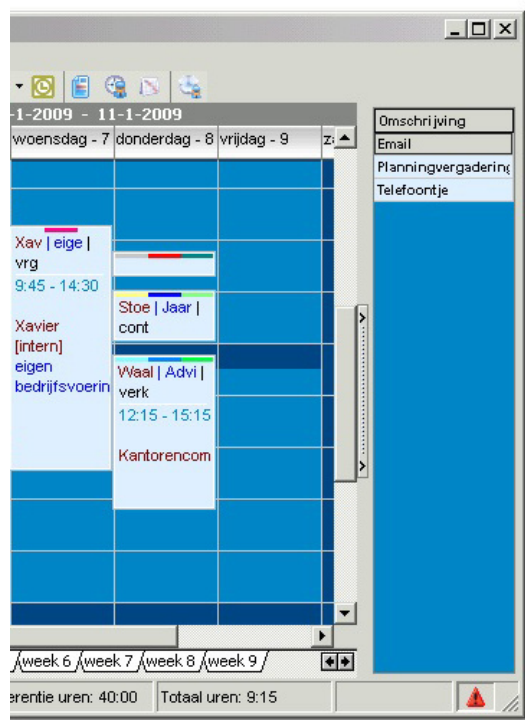 -1-2009 - 11-1-2009
woensdag - 7 donderdag - 8 vrijdag - 9
Xav | eige |
vrg
9:45 - 14:30
Xavier
[intern]
eigen
bedrijfsvoerin
Stoe | Jaar |
cont
Waal | Advi |
verk
12:15 - 15:15
Kantorencom
Omschrijving
Email
Planningvergadering
Telefoontje
week 6 week 7 week 8 week 9
erentie uren: 40:00 Totaal uren: 9:15